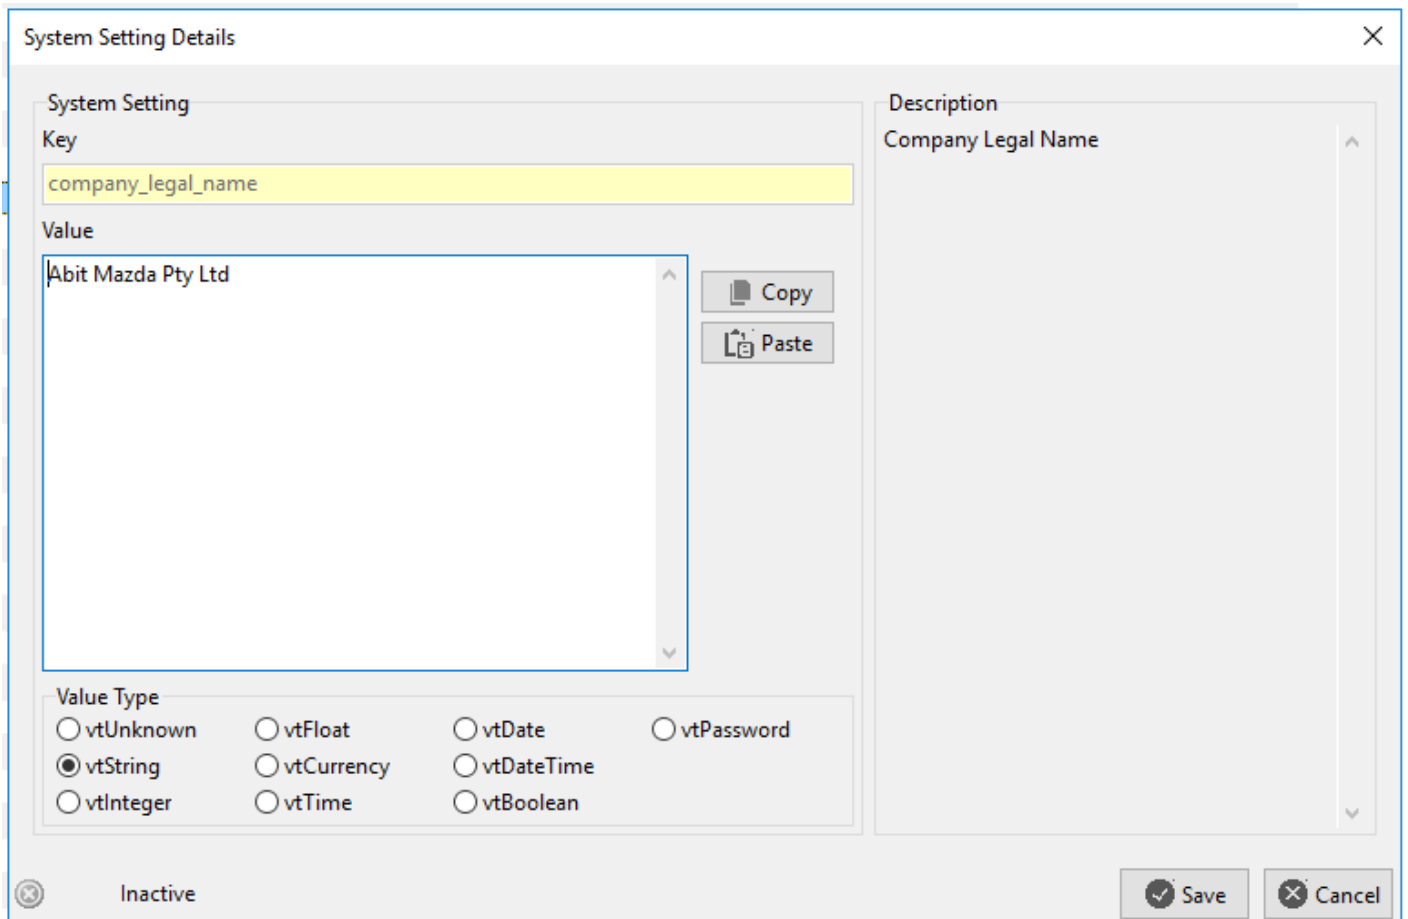 System Setting Details
System Setting
Key
company_legal_name
Value
Abit Mazda Pty Ltd
Copy
Paste
Value Type
vtUnknown vtFloat vtDate vtPassword
vtString vtCurrency vtDateTime
vtInteger vtTime vtBoolean
Description
Company Legal Name
Inactive
Save Cancel